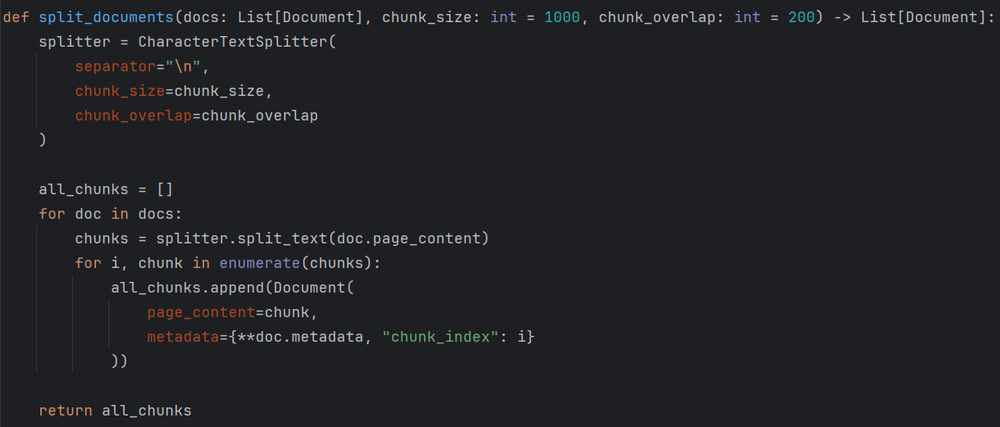 def split_documents(docs: List[Document], chunk_size: int = 1000, chunk_overlap: int = 200) -> List[Document]:
    splitter = CharacterTextSplitter(
        separator="\n",
        chunk_size=chunk_size,
        chunk_overlap=chunk_overlap
    )

    all_chunks = []
    for doc in docs:
        chunks = splitter.split_text(doc.page_content)
        for i, chunk in enumerate(chunks):
            all_chunks.append(Document(
                page_content=chunk,
                metadata={**doc.metadata, "chunk_index": i}
            ))

    return all_chunks